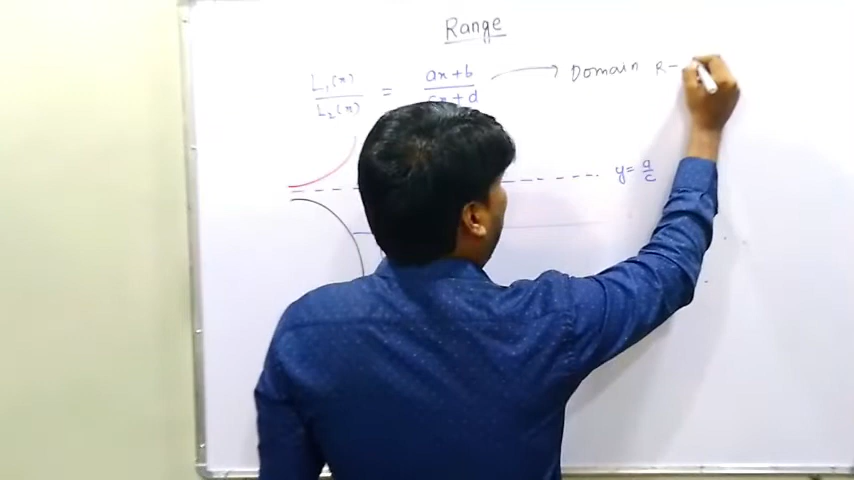 Range
L₁(x) / L₂(x) = ax+b / cx+d → Domain R-
y= a/c